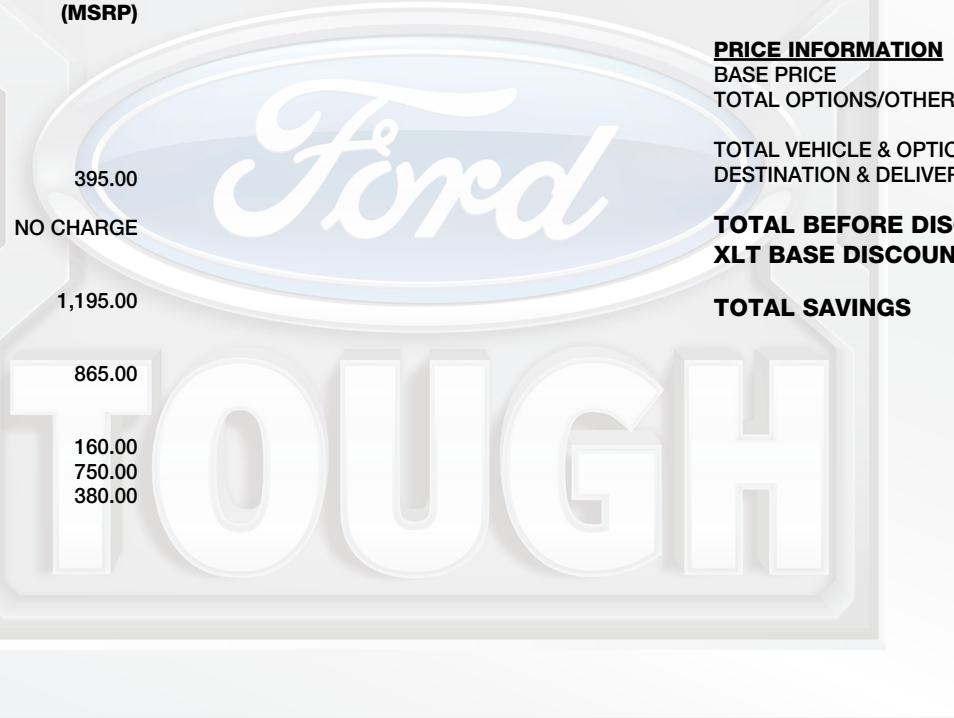 (MSRP)
395.00
NO CHARGE
1,195.00
865.00
160.00
750.00
380.00
PRICE INFORMATION
BASE PRICE
TOTAL OPTIONS/OTHER
TOTAL VEHICLE & OPTIO
DESTINATION & DELIVER
TOTAL BEFORE DIS
XLT BASE DISCOUN
TOTAL SAVINGS
Ford
TOUGH